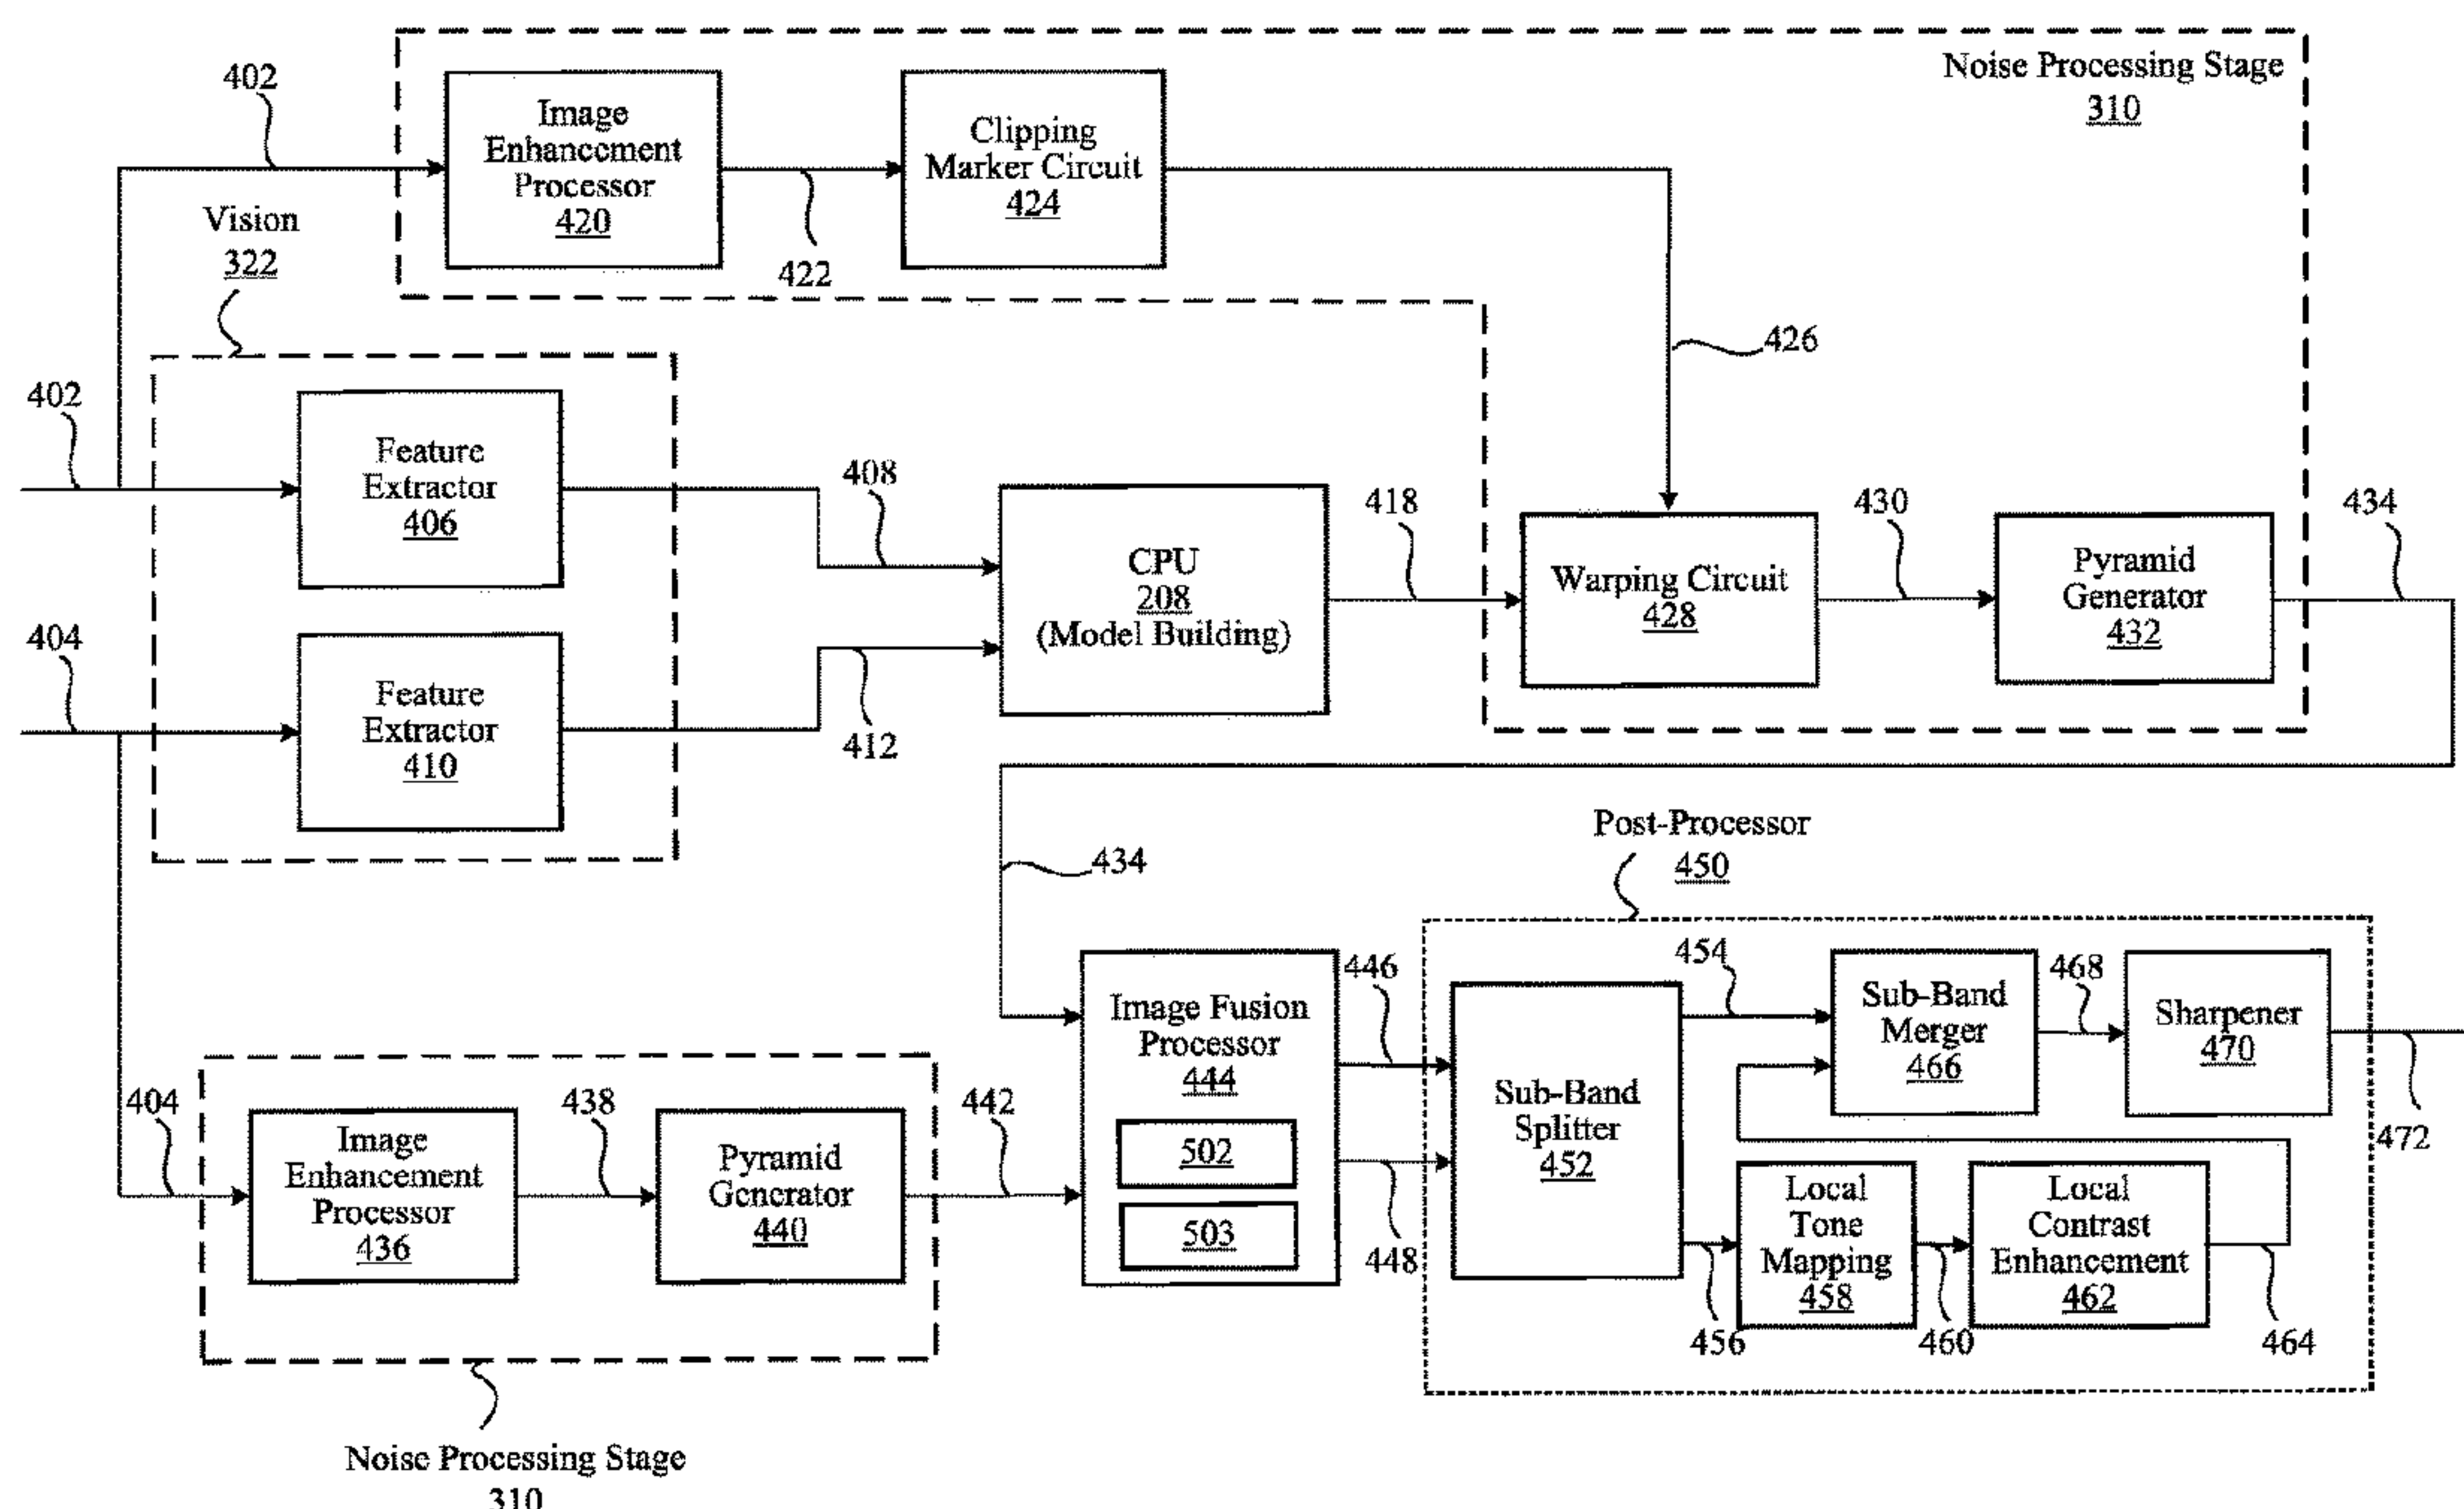 402
Noise Processing Stage
310
Image
Enhancement
Processor
420
Clipping
Marker Circuit
424
422
Vision
322
426
402
Feature
Extractor
406
408
CPU
208
(Model Building)
418
Warping Circuit
428
430
Pyramid
Generator
432
434
404
Feature
Extractor
410
412
434
Post-Processor
450
404
Image
Enhancement
Processor
436
438
Pyramid
Generator
440
442
Image Fusion
Processor
444
502
503
446
448
Sub-Band
Splitter
452
454
Sub-Band
Merger
466
468
Sharpener
470
472
456
Local
Tone
Mapping
458
460
Local
Contrast
Enhancement
462
464
Noise Processing Stage
310